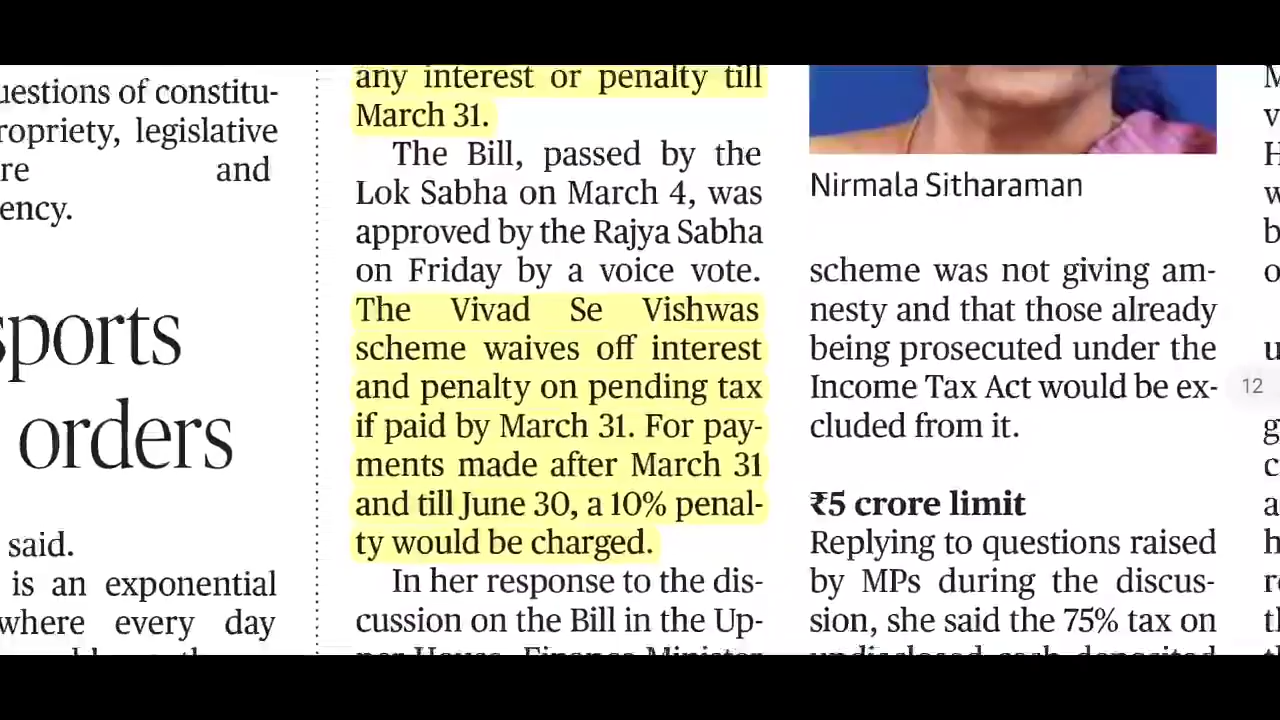 uestions of constitu-
ropriety, legislative
re and
ency.
sports
orders
said.
is an exponential
where every day
any interest or penalty till
March 31.
The Bill, passed by the
Lok Sabha on March 4, was
approved by the Rajya Sabha
on Friday by a voice vote.
The Vivad Se Vishwas
scheme waives off interest
and penalty on pending tax
if paid by March 31. For pay-
ments made after March 31
and till June 30, a 10% penal-
ty would be charged.
In her response to the dis-
cussion on the Bill in the Up-
per House, Finance Minister
Nirmala Sitharaman
scheme was not giving am-
nesty and that those already
being prosecuted under the
Income Tax Act would be ex-
cluded from it.
₹5 crore limit
Replying to questions raised
by MPs during the discus-
sion, she said the 75% tax on
undisclosed cash deposited
12